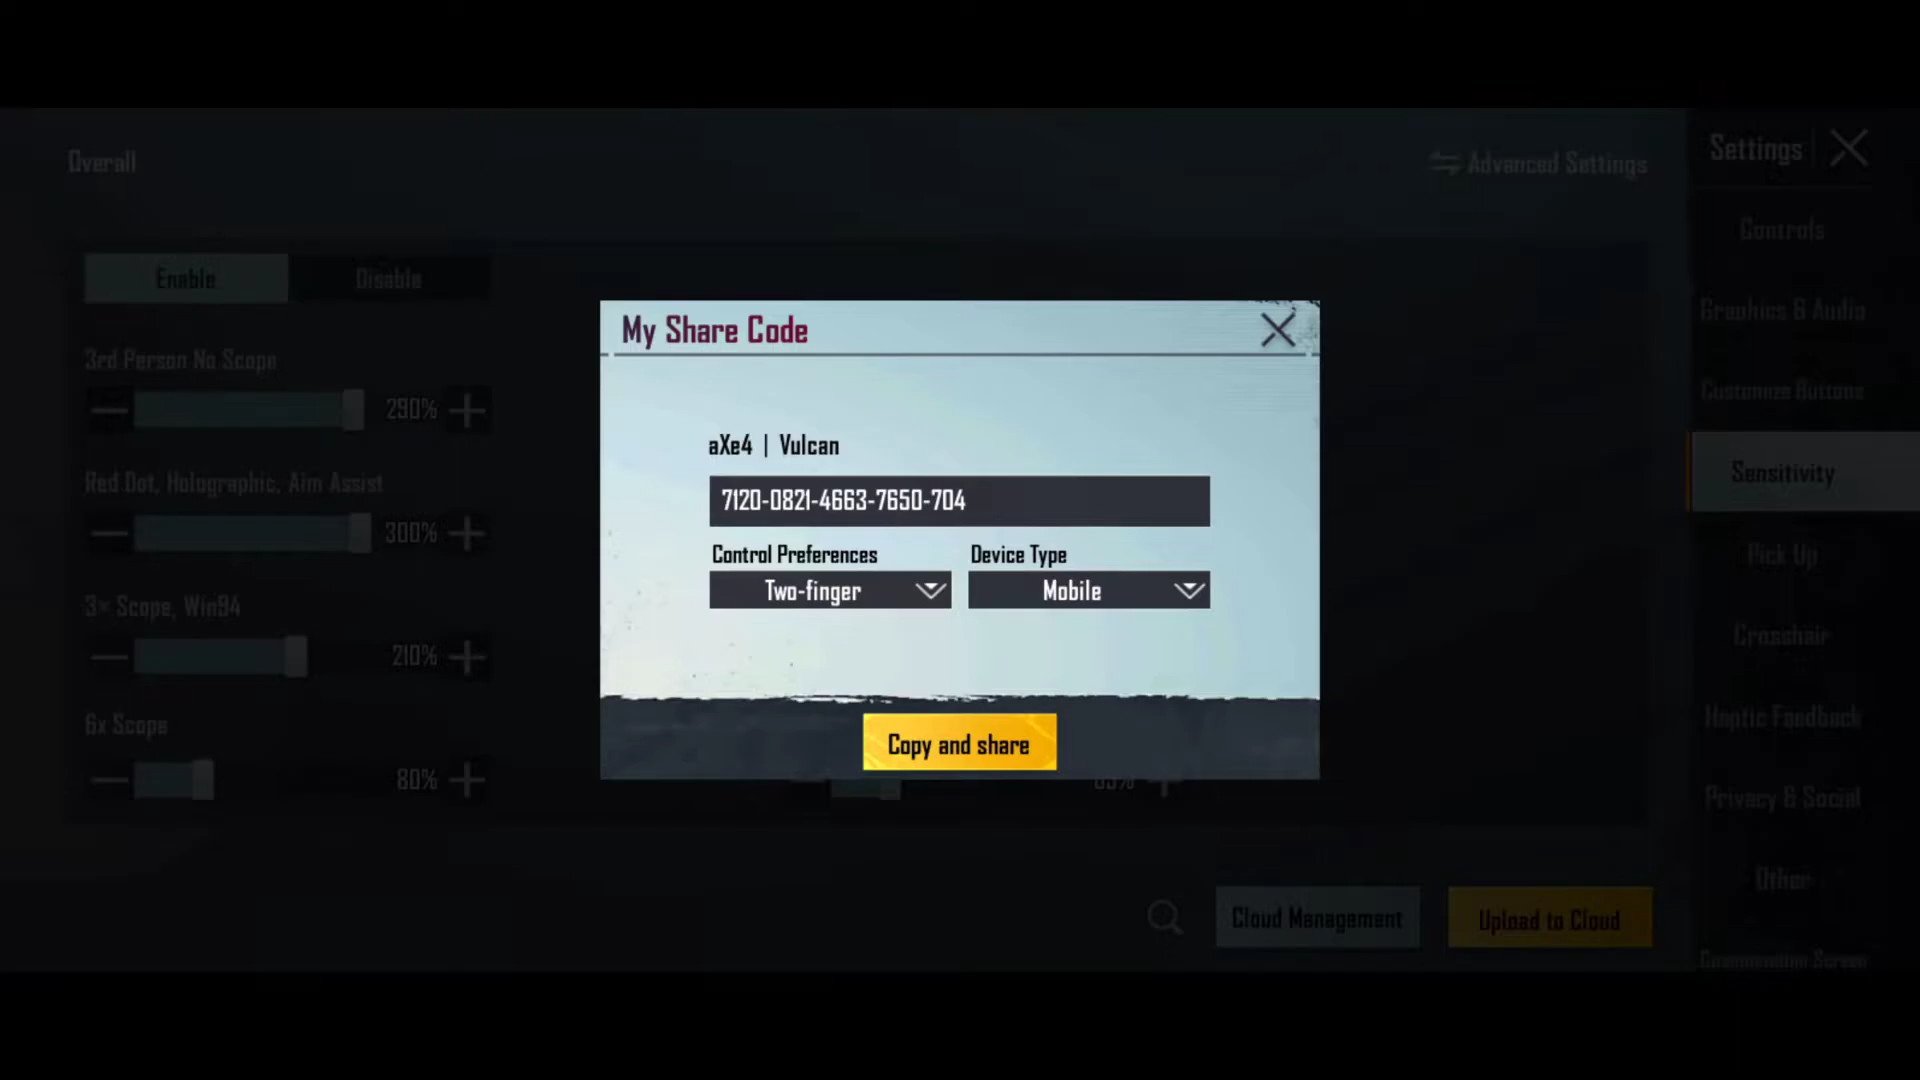 Overall
Advanced Settings
Settings
Enable
Disable
3rd Person No Scope
290%
Red Dot, Holographic, Aim Assist
300%
3x Scope, Win94
210%
6x Scope
80%
My Share Code
aXe4 | Vulcan
7120-0821-4663-7650-704
Control Preferences
Device Type
Two-finger
Mobile
Copy and share
Controls
Graphics & Audio
Customize Buttons
Sensitivity
Pick Up
Crosshair
Haptic Feedback
Privacy & Social
Other
Cloud Management
Upload to Cloud